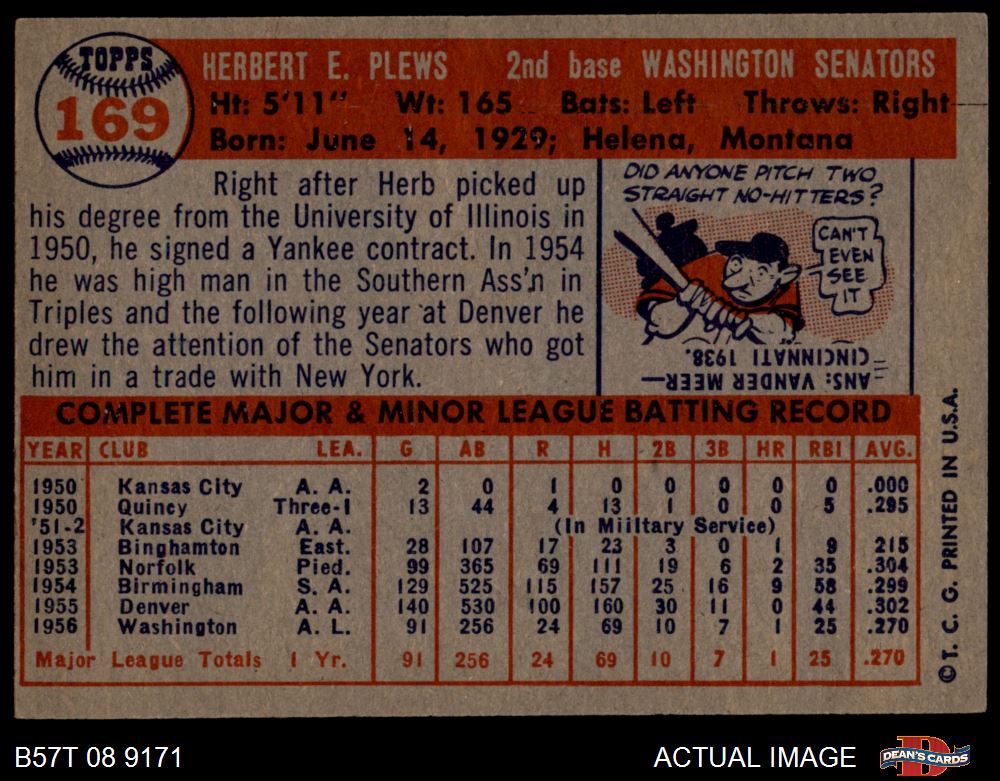 TOPPS
169
HERBERT E. PLEWS 2nd base WASHINGTON SENATORS
Ht: 5'11" Wt: 165 Bats: Left Throws: Right
Born: June 14, 1929; Helena, Montana
Right after Herb picked up
his degree from the University of Illinois in
1950, he signed a Yankee contract. In 1954
he was high man in the Southern Ass'n in
Triples and the following year at Denver he
drew the attention of the Senators who got
him in a trade with New York.
DID ANYONE PITCH TWO
STRAIGHT NO-HITTERS?
CAN'T
EVEN
SEE
IT
ANS: VANDER MEER—
CINCINNATI 1938.
COMPLETE MAJOR & MINOR LEAGUE BATTING RECORD
YEAR CLUB LEA. G AB R H 2B 3B HR RBI AVG.
1950 Kansas City A. A. 2 0 1 0 0 0 0 0 .000
1950 Quincy Three-I 13 44 4 13 1 0 0 5 .295
'51-2 Kansas City A. A. (In Miiltary Service)
1953 Binghamton East. 28 107 17 23 3 0 1 9 .215
1953 Norfolk Pied. 99 365 69 111 19 6 2 35 .304
1954 Birmingham S. A. 129 525 115 157 25 16 9 58 .299
1955 Denver A. A. 140 530 100 160 30 11 0 44 .302
1956 Washington A. L. 91 256 24 69 10 7 1 25 .270
Major League Totals 1 Yr. 91 256 24 69 10 7 1 25 .270
© T. C. G. PRINTED IN U.S.A.
B57T 08 9171
ACTUAL IMAGE
DEAN'S CARDS